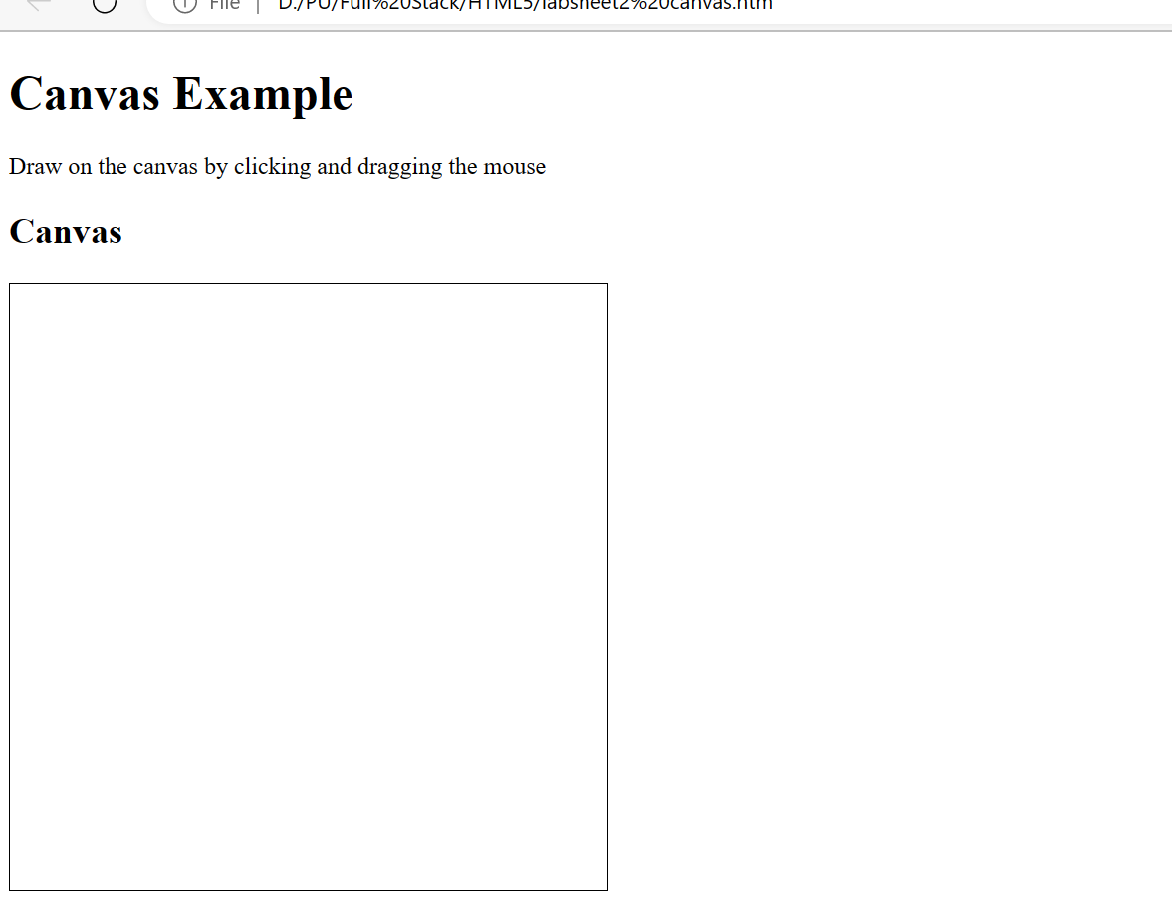 File | D:/PU/Full%20Stack/HTML5/labsheet2%20canvas.htm
Canvas Example
Draw on the canvas by clicking and dragging the mouse
Canvas